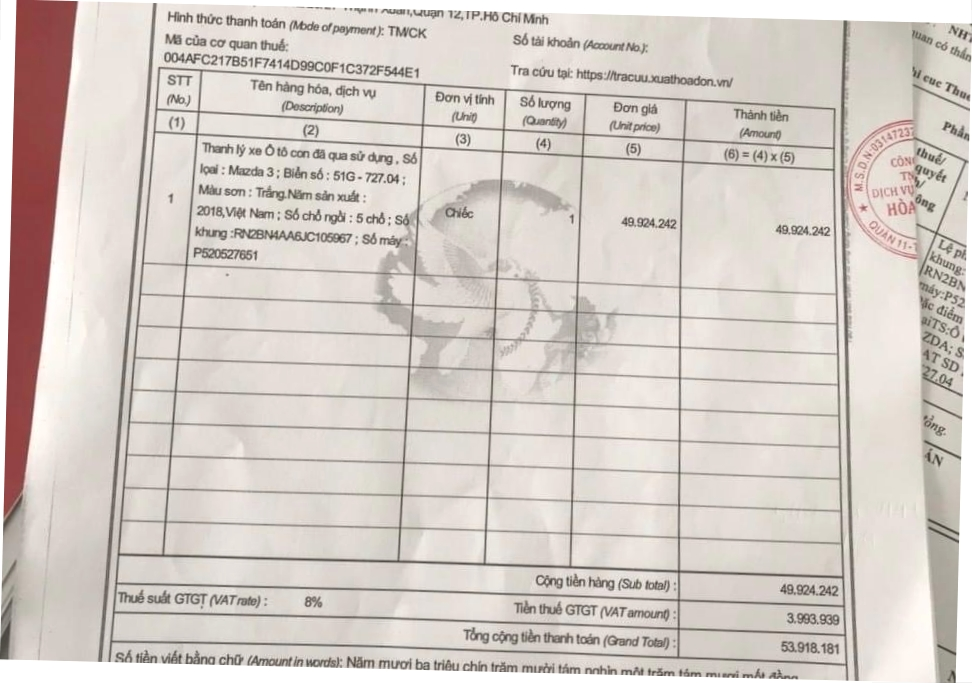 Xuân,Quận 12,TP.Hồ Chí Minh
Hình thức thanh toán (Mode of payment): TM/CK
Số tài khoản (Account No.):
Mã của cơ quan thuế:
004AFC217B51F7414D99C0F1C372F544E1
Tra cứu tại: https://tracuu.xuathoadon.vn/
STT (No.) Tên hàng hóa, dịch vụ (Description) Đơn vị tính (Unit) Số lượng (Quantity) Đơn giá (Unit price) Thành tiền (Amount)
(1) (2) (3) (4) (5) (6) = (4) x (5)
Thanh lý xe Ô tô con đã qua sử dụng , Số
lọai : Mazda 3 ; Biển số : 51G - 727.04 ;
1 Màu sơn : Trắng.Năm sản xuất : Chiếc 1 49.924.242 49.924.242
2018,Việt Nam ; Số chỗ ngồi : 5 chỗ ; Số
khung :RN2BN4AA6JC105967 ; Số máy :
P520527651
Cộng tiền hàng (Sub total) : 49.924.242
Thuế suất GTGT (VAT rate) : 8% Tiền thuế GTGT (VAT amount) : 3.993.939
Tổng cộng tiền thanh toán (Grand Total) : 53.918.181
Số tiền viết bằng chữ (Amount in words): Năm mươi ba triệu chín trăm mười tám nghìn một trăm tám mươi mốt đồng
M.S.D.N:0314723
CÔNG
DỊCH VỤ
HÒA
QUẬN 11
quan có thẩm
hi cục Thuế
Phần
thuế/
quyết
ông
Lệ ph
khung:
RN2BN
máy:P52
đặc điểm
aiTS:Ô
ZDA; S
AT SD
27.04
tổng.
ÁN